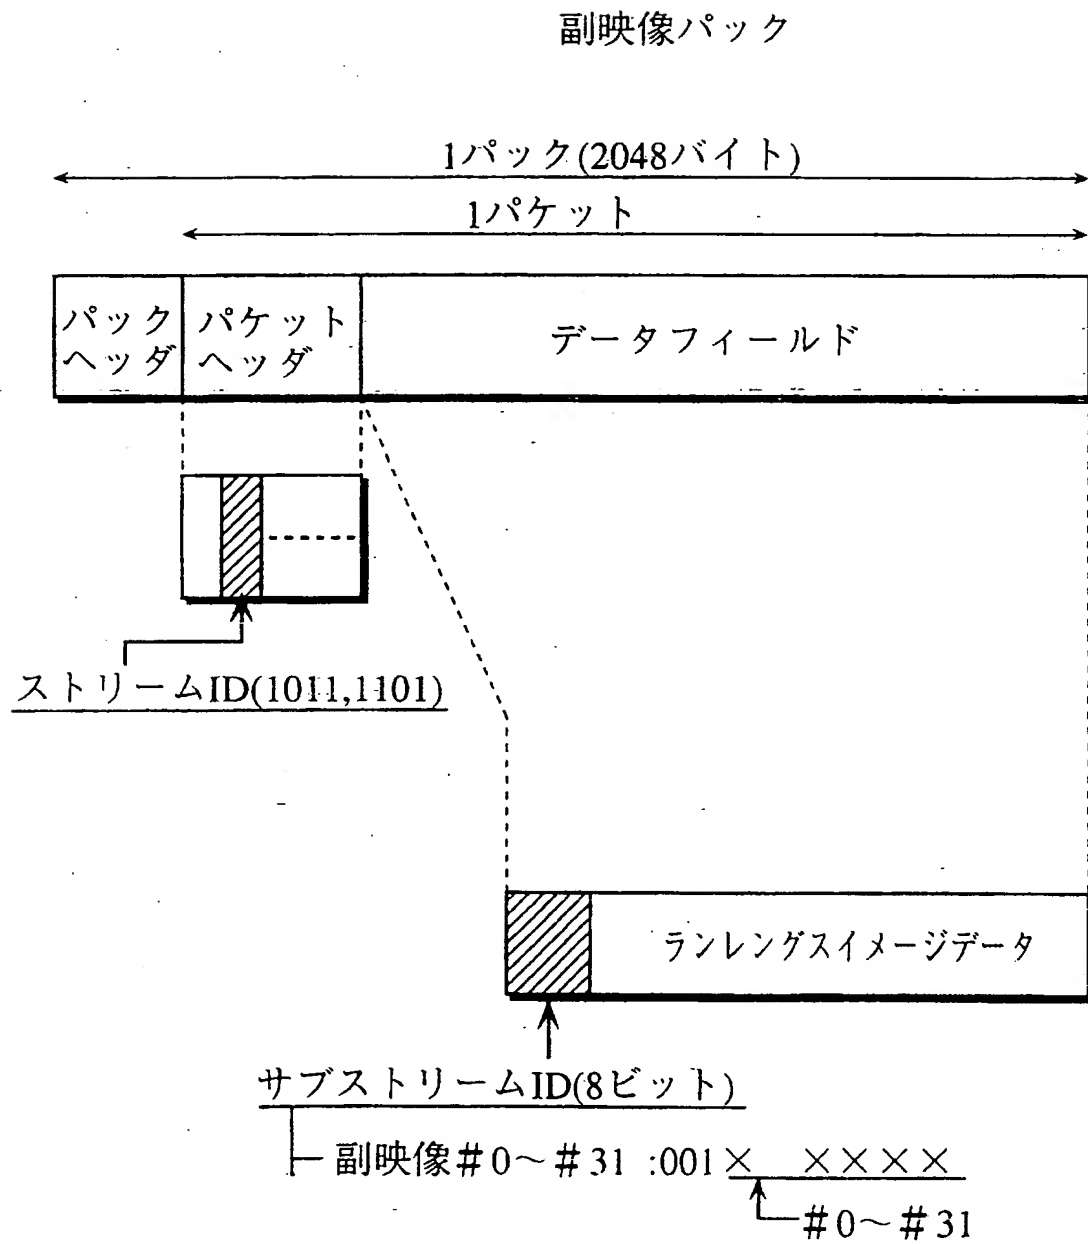 副映像パック
1パック(2048バイト)
1パケット
パック
ヘッダ
パケット
ヘッダ
データフィールド
ストリームID(1011,1101)
ランレングスイメージデータ
サブストリームID(8ビット)
副映像#0〜#31 :001× ××××
#0〜#31